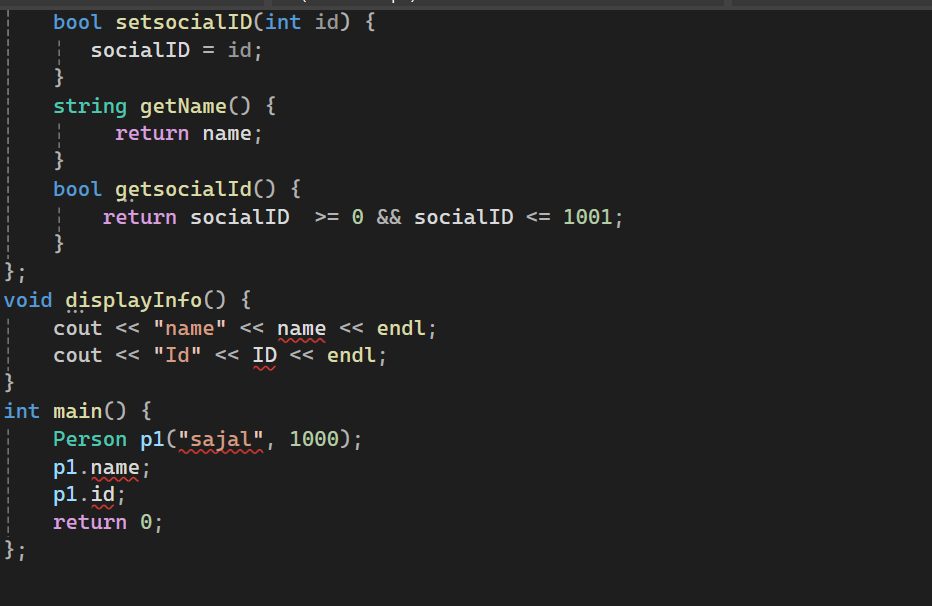 bool setsocialID(int id) {
socialID = id;
}
string getName() {
return name;
}
bool getsocialId() {
return socialID  >= 0 && socialID <= 1001;
}
};
void displayInfo() {
cout << "name" << name << endl;
cout << "Id" << ID << endl;
}
int main() {
Person p1("sajal", 1000);
p1.name;
p1.id;
return 0;
};